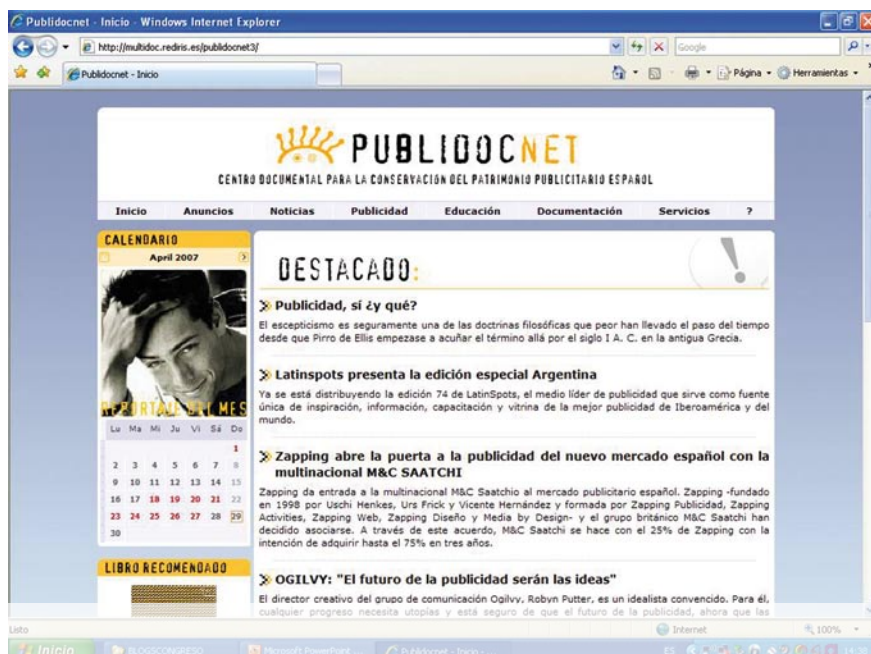 Publidocnet - Inicio - Windows Internet Explorer
http://multidoc.rediris.es/publidocnet3/
Google
Publidocnet - Inicio
Página
Herramientas
PUBLIDOCNET
CENTRO DOCUMENTAL PARA LA CONSERVACIÓN DEL PATRIMONIO PUBLICITARIO ESPAÑOL
Inicio Anuncios Noticias Publicidad Educación Documentación Servicios ?
CALENDARIO
April 2007
REPORTAJE DEL MES
Lu Ma Mi Ju Vi Sá Do
1
2 3 4 5 6 7 8
9 10 11 12 13 14 15
16 17 18 19 20 21 22
23 24 25 26 27 28 29
30
LIBRO RECOMENDADO
DESTACADO:
Publicidad, sí ¿y qué?
El escepticismo es seguramente una de las doctrinas filosóficas que peor han llevado el paso del tiempo
desde que Pirro de Ellis empezase a acuñar el término allá por el siglo I A. C. en la antigua Grecia.
Latinspots presenta la edición especial Argentina
Ya se está distribuyendo la edición 74 de LatinSpots, el medio líder de publicidad que sirve como fuente
única de inspiración, información, capacitación y vitrina de la mejor publicidad de Iberoamérica y del
mundo.
Zapping abre la puerta a la publicidad del nuevo mercado español con la
multinacional M&C SAATCHI
Zapping da entrada a la multinacional M&C Saatchio al mercado publicitario español. Zapping -fundado
en 1998 por Uschi Henkes, Urs Frick y Vicente Hernández y formada por Zapping Publicidad, Zapping
Activities, Zapping Web, Zapping Diseño y Media by Design- y el grupo británico M&C Saatchi han
decidido asociarse. A través de este acuerdo, M&C Saatchi se hace con el 25% de Zapping con la
intención de adquirir hasta el 75% en tres años.
OGILVY: "El futuro de la publicidad serán las ideas"
El director creativo del grupo de comunicación Ogilvy, Robyn Putter, es un idealista convencido. Para él,
cualquier progreso necesita utopías y está seguro de que el futuro de la publicidad, ahora que las
Listo
Internet
100%
Inicio
BLOGSCONGRESO
Microsoft PowerPoint ...
Publidocnet - Inicio - ...
ES
14:38